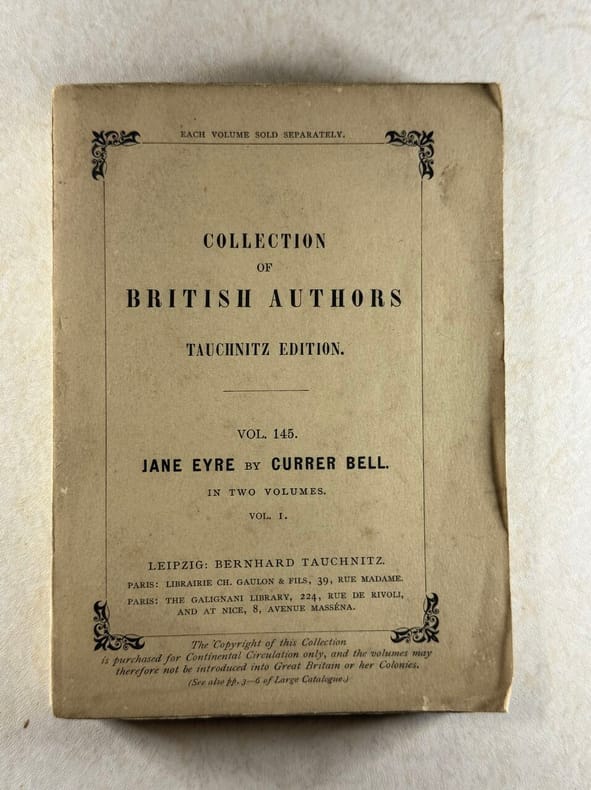 EACH VOLUME SOLD SEPARATELY.
COLLECTION
OF
BRITISH AUTHORS
TAUCHNITZ EDITION.
VOL. 145.
JANE EYRE BY CURRER BELL.
IN TWO VOLUMES.
VOL. I.
LEIPZIG: BERNHARD TAUCHNITZ.
PARIS: LIBRAIRIE CH. GAULON & FILS, 39, RUE MADAME.
PARIS: THE GALIGNANI LIBRARY, 224, RUE DE RIVOLI,
AND AT NICE, 8, AVENUE MASSÉNA.
The Copyright of this Collection
is purchased for Continental Circulation only, and the volumes may
therefore not be introduced into Great Britain or her Colonies.
(See also pp. 3—6 of Large Catalogue.)